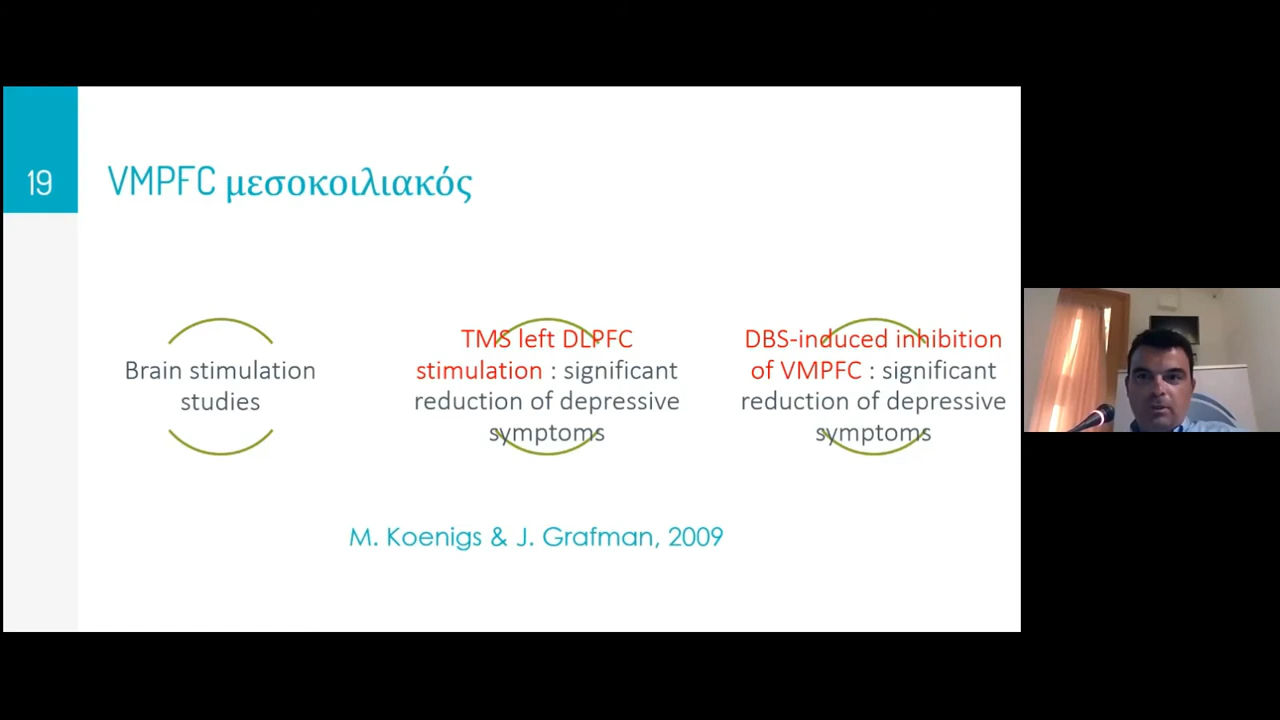 19
VMPFC μεσοκοιλιακός
Brain stimulation
studies
TMS left DLPFC
stimulation : significant
reduction of depressive
symptoms
DBS-induced inhibition
of VMPFC : significant
reduction of depressive
symptoms
M. Koenigs & J. Grafman, 2009